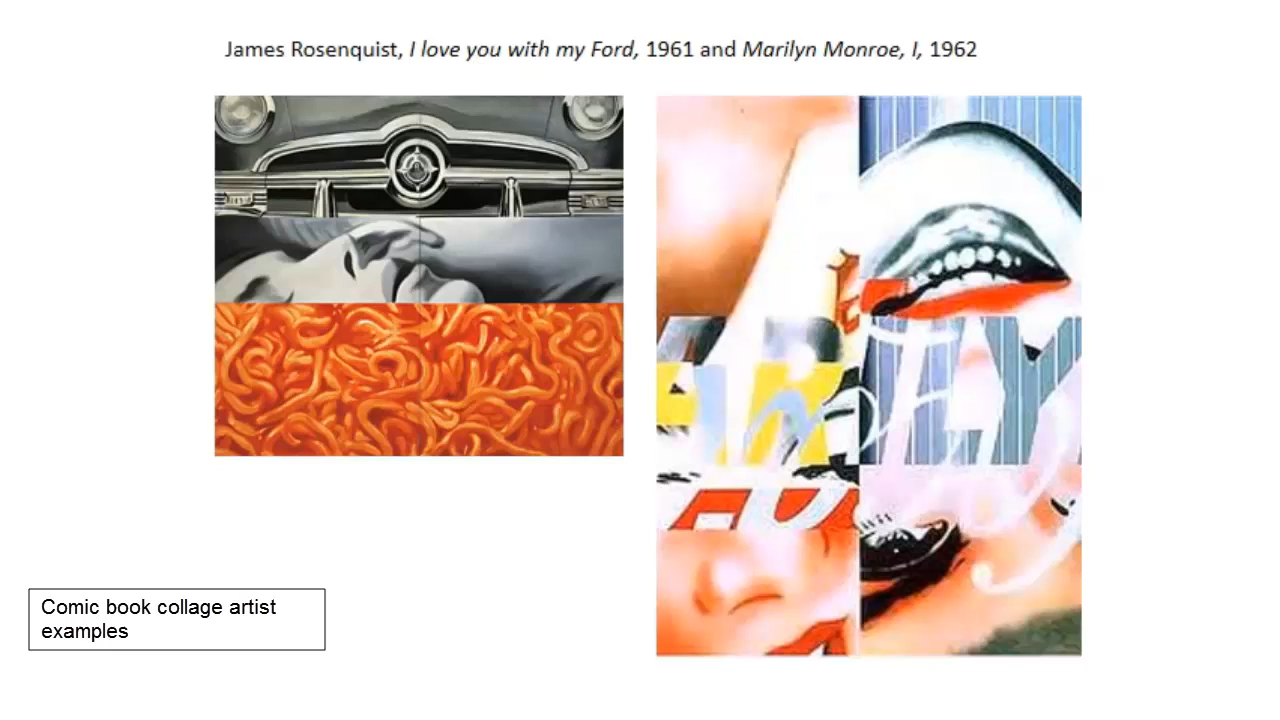 James Rosenquist, I love you with my Ford, 1961 and Marilyn Monroe, I, 1962
Comic book collage artist
examples